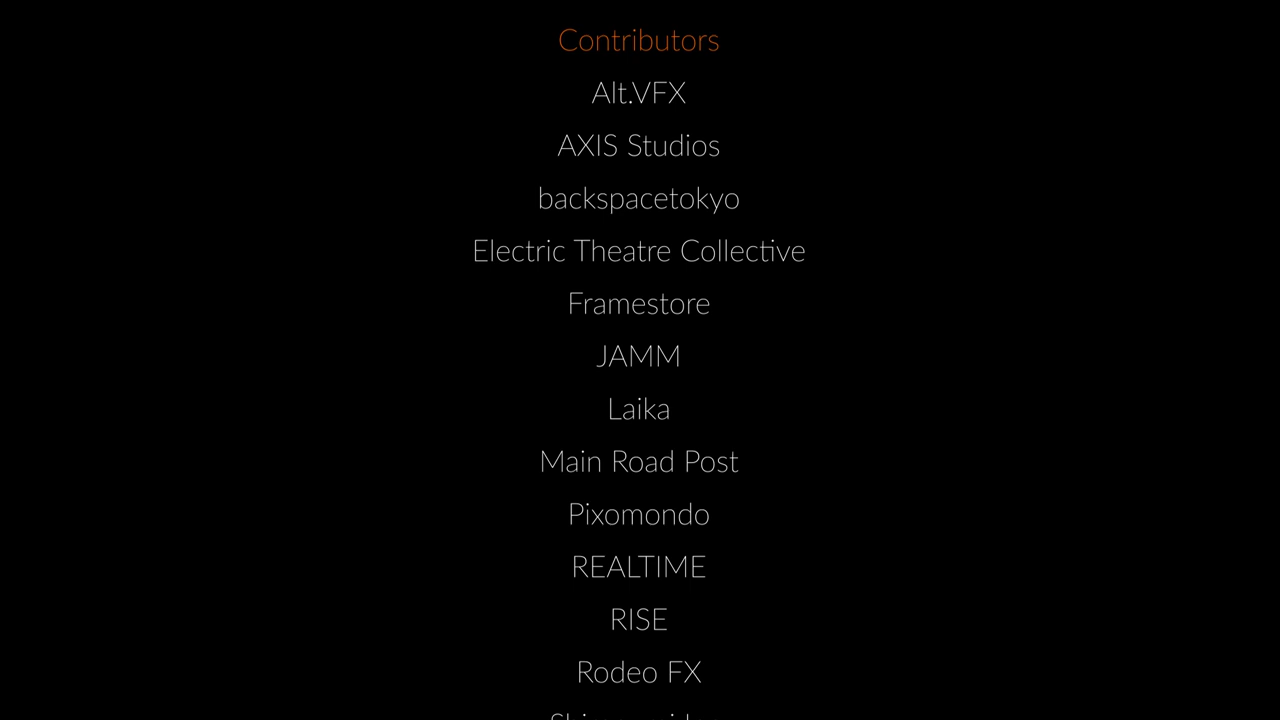 Contributors
Alt.VFX
AXIS Studios
backspacetokyo
Electric Theatre Collective
Framestore
JAMM
Laika
Main Road Post
Pixomondo
REALTIME
RISE
Rodeo FX